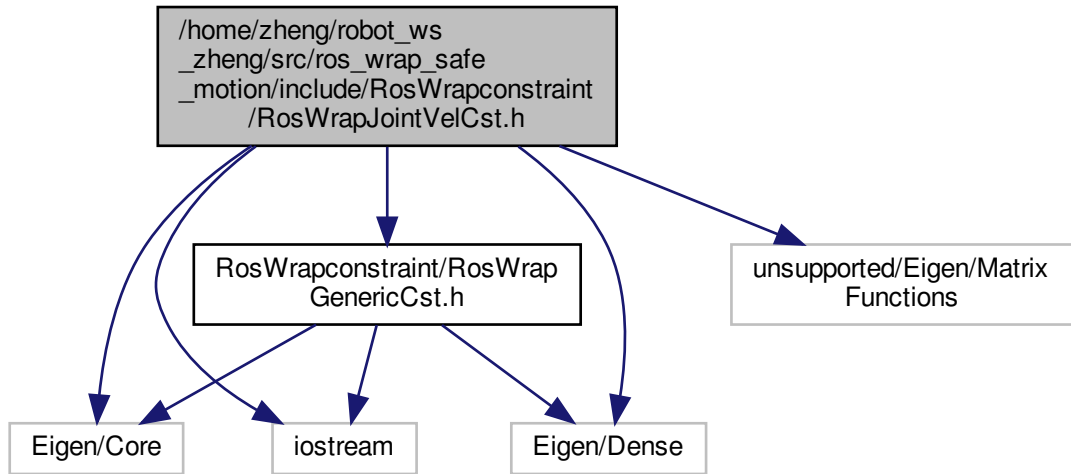 /home/zheng/robot_ws
_zheng/src/ros_wrap_safe
_motion/include/RosWrapconstraint
/RosWrapJointVelCst.h
RosWrapconstraint/RosWrap
GenericCst.h
unsupported/Eigen/Matrix
Functions
Eigen/Core
iostream
Eigen/Dense